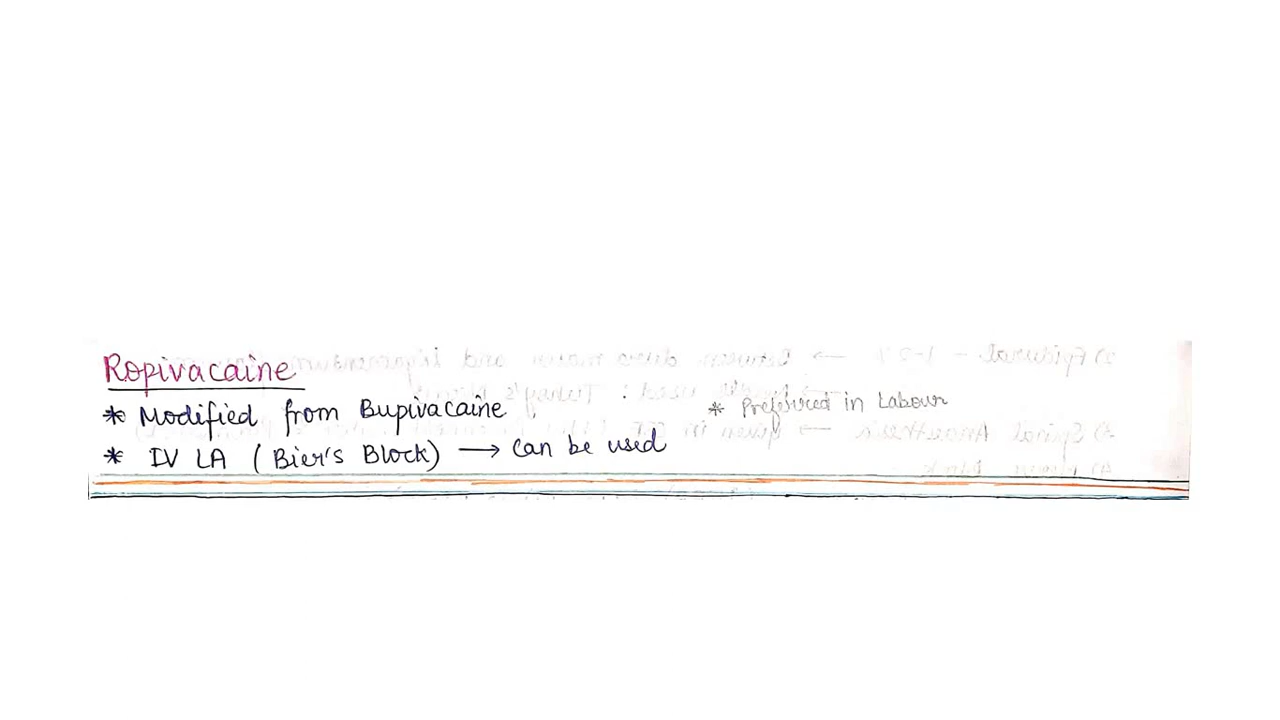 Ropivacaine
* Modified from Bupivacaine
* Preferred in Labour
* IV LA (Bier's Block) → can be used